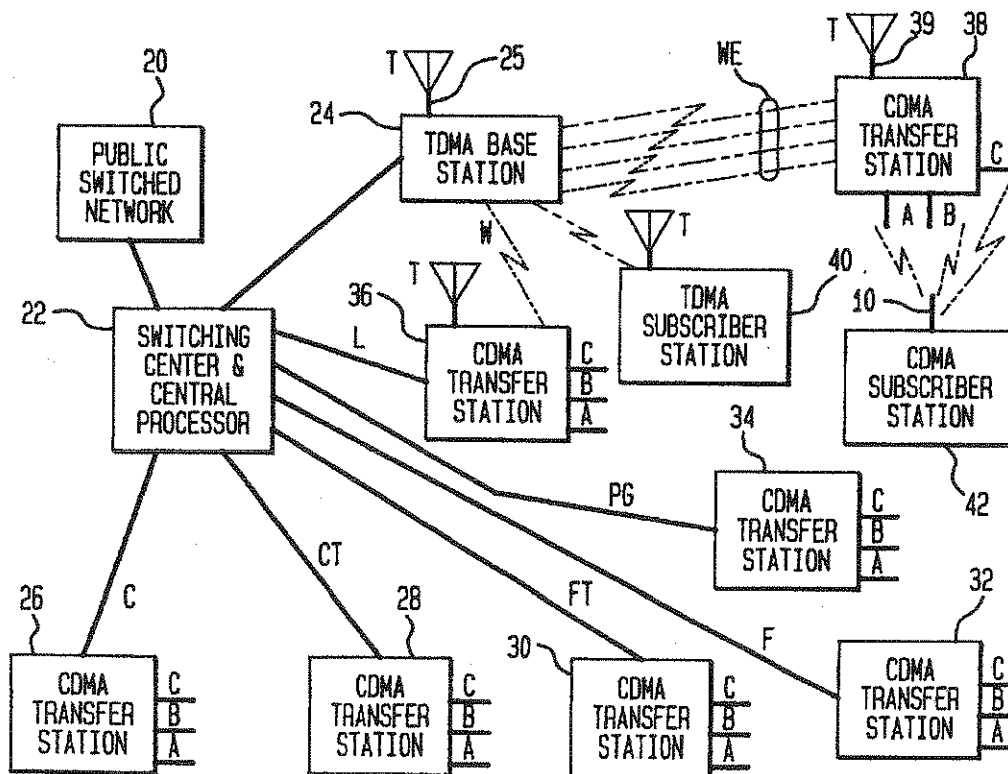 T
25
WE
T
39
38
20
24
PUBLIC
SWITCHED
NETWORK
TDMA BASE
STATION
CDMA
TRANSFER
STATION
C
A
B
W
T
T
40
10
22
SWITCHING
CENTER &
CENTRAL
PROCESSOR
L
36
CDMA
TRANSFER
STATION
C
B
A
TDMA
SUBSCRIBER
STATION
CDMA
SUBSCRIBER
STATION
42
34
PG
CDMA
TRANSFER
STATION
C
B
A
C
CT
FT
F
26
CDMA
TRANSFER
STATION
C
B
A
28
CDMA
TRANSFER
STATION
C
B
A
30
CDMA
TRANSFER
STATION
C
B
A
32
CDMA
TRANSFER
STATION
C
B
A